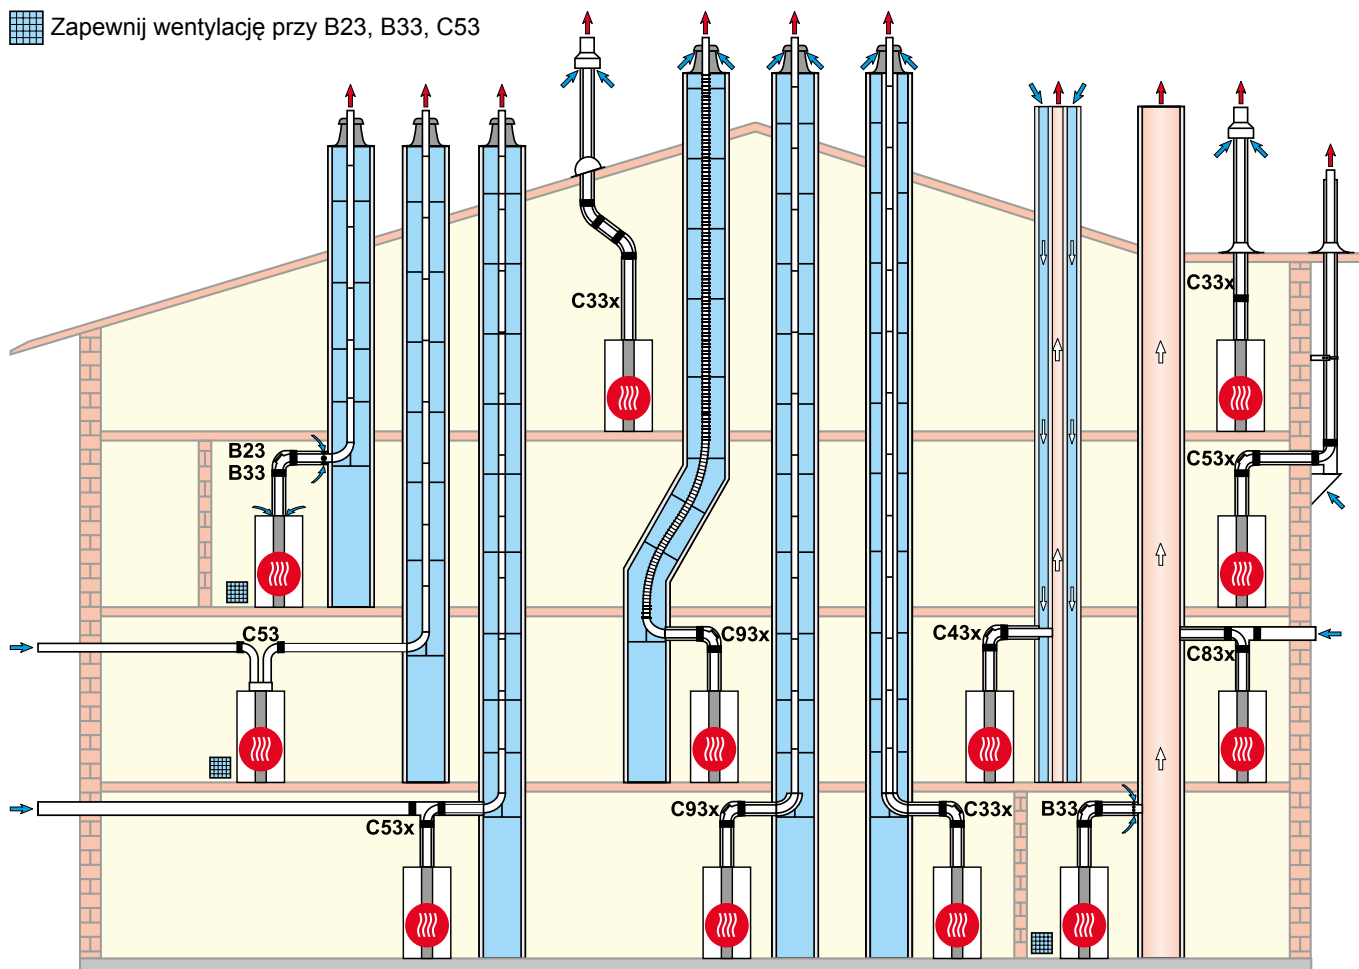 Zapewnij wentylację przy B23, B33, C53
C33x
C33x
B23
B33
C53x
C53
C93x
C43x
C83x
C53x
C93x
C33x
B33